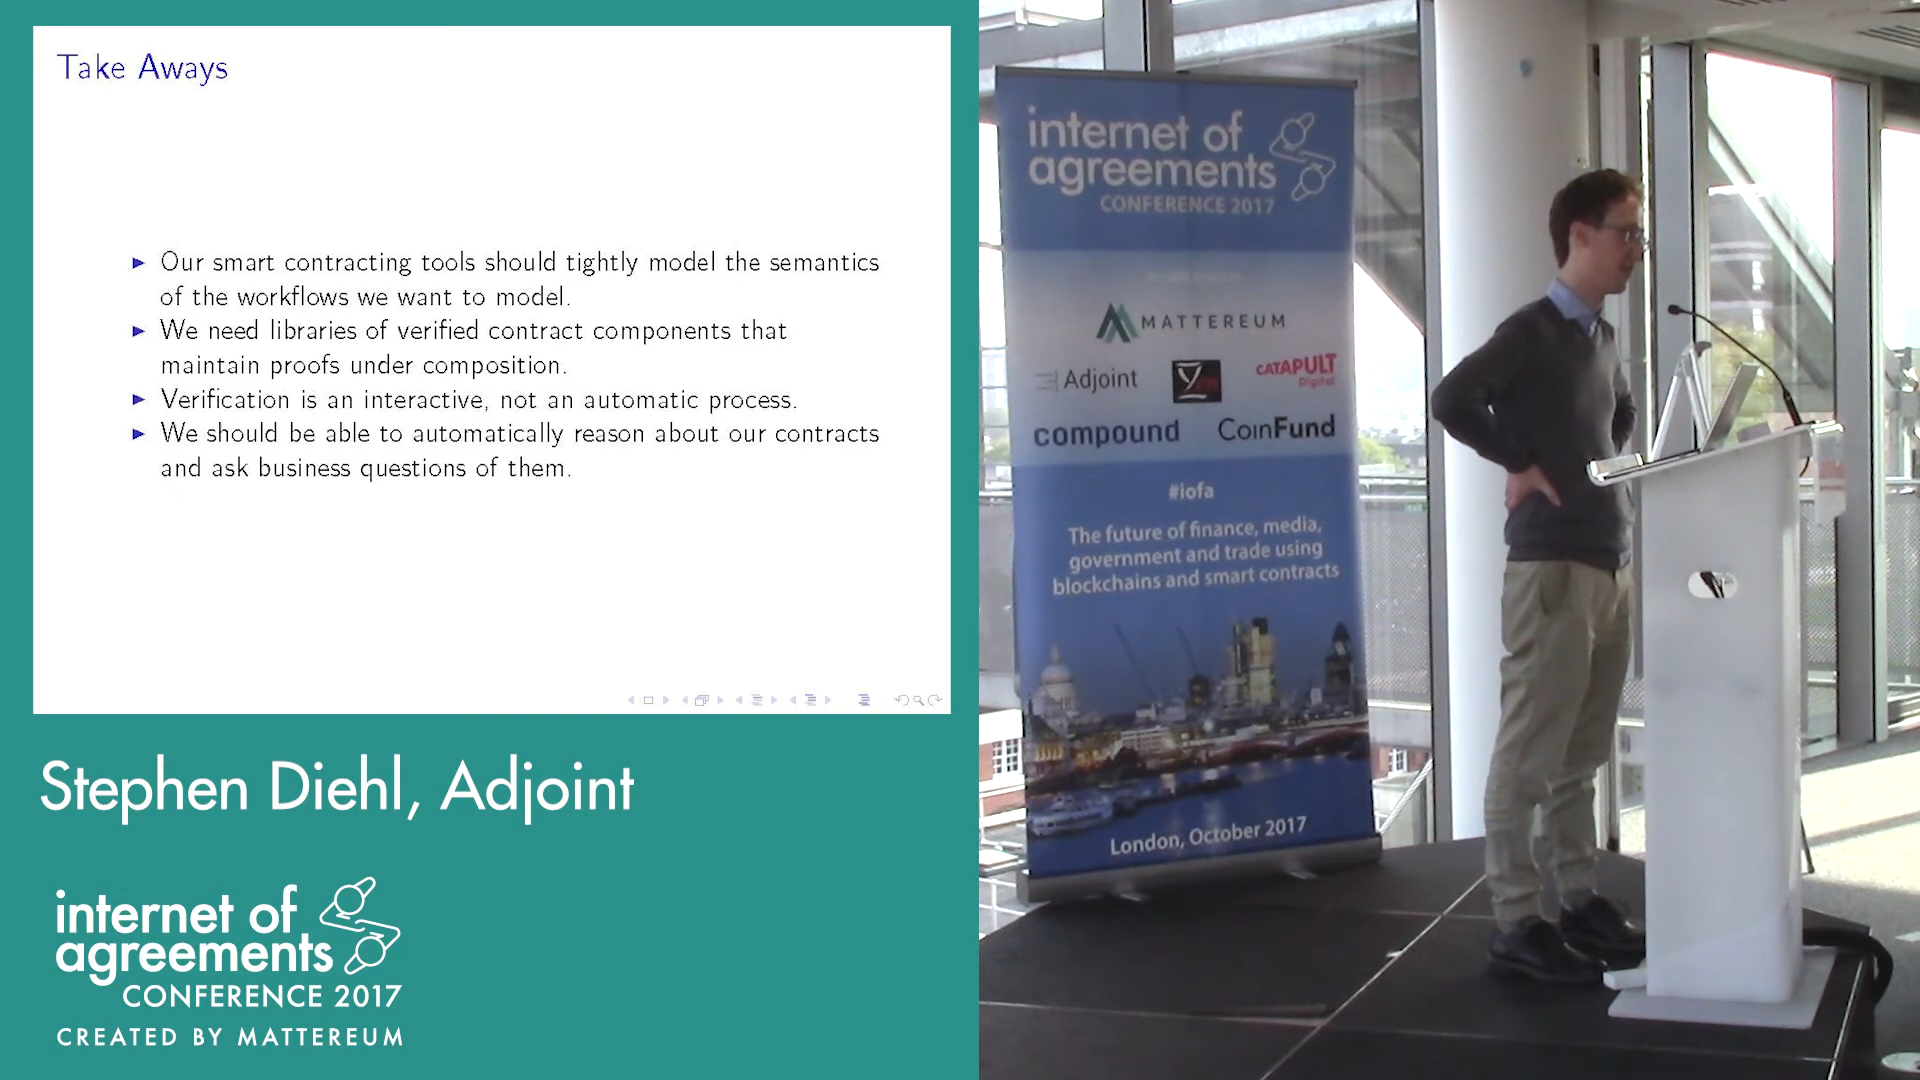 Take Aways
Our smart contracting tools should tightly model the semantics
of the workflows we want to model.
We need libraries of verified contract components that
maintain proofs under composition.
Verification is an interactive, not an automatic process.
We should be able to automatically reason about our contracts
and ask business questions of them.
Stephen Diehl, Adjoint
internet of
agreements
CONFERENCE 2017
CREATED BY MATTEREUM
internet of
agreements
CONFERENCE 2017
MATTEREUM
Adjoint
CATAPULT
Digital
compound
CoinFund
#iofa
The future of finance, media,
government and trade using
blockchains and smart contracts
London, October 2017